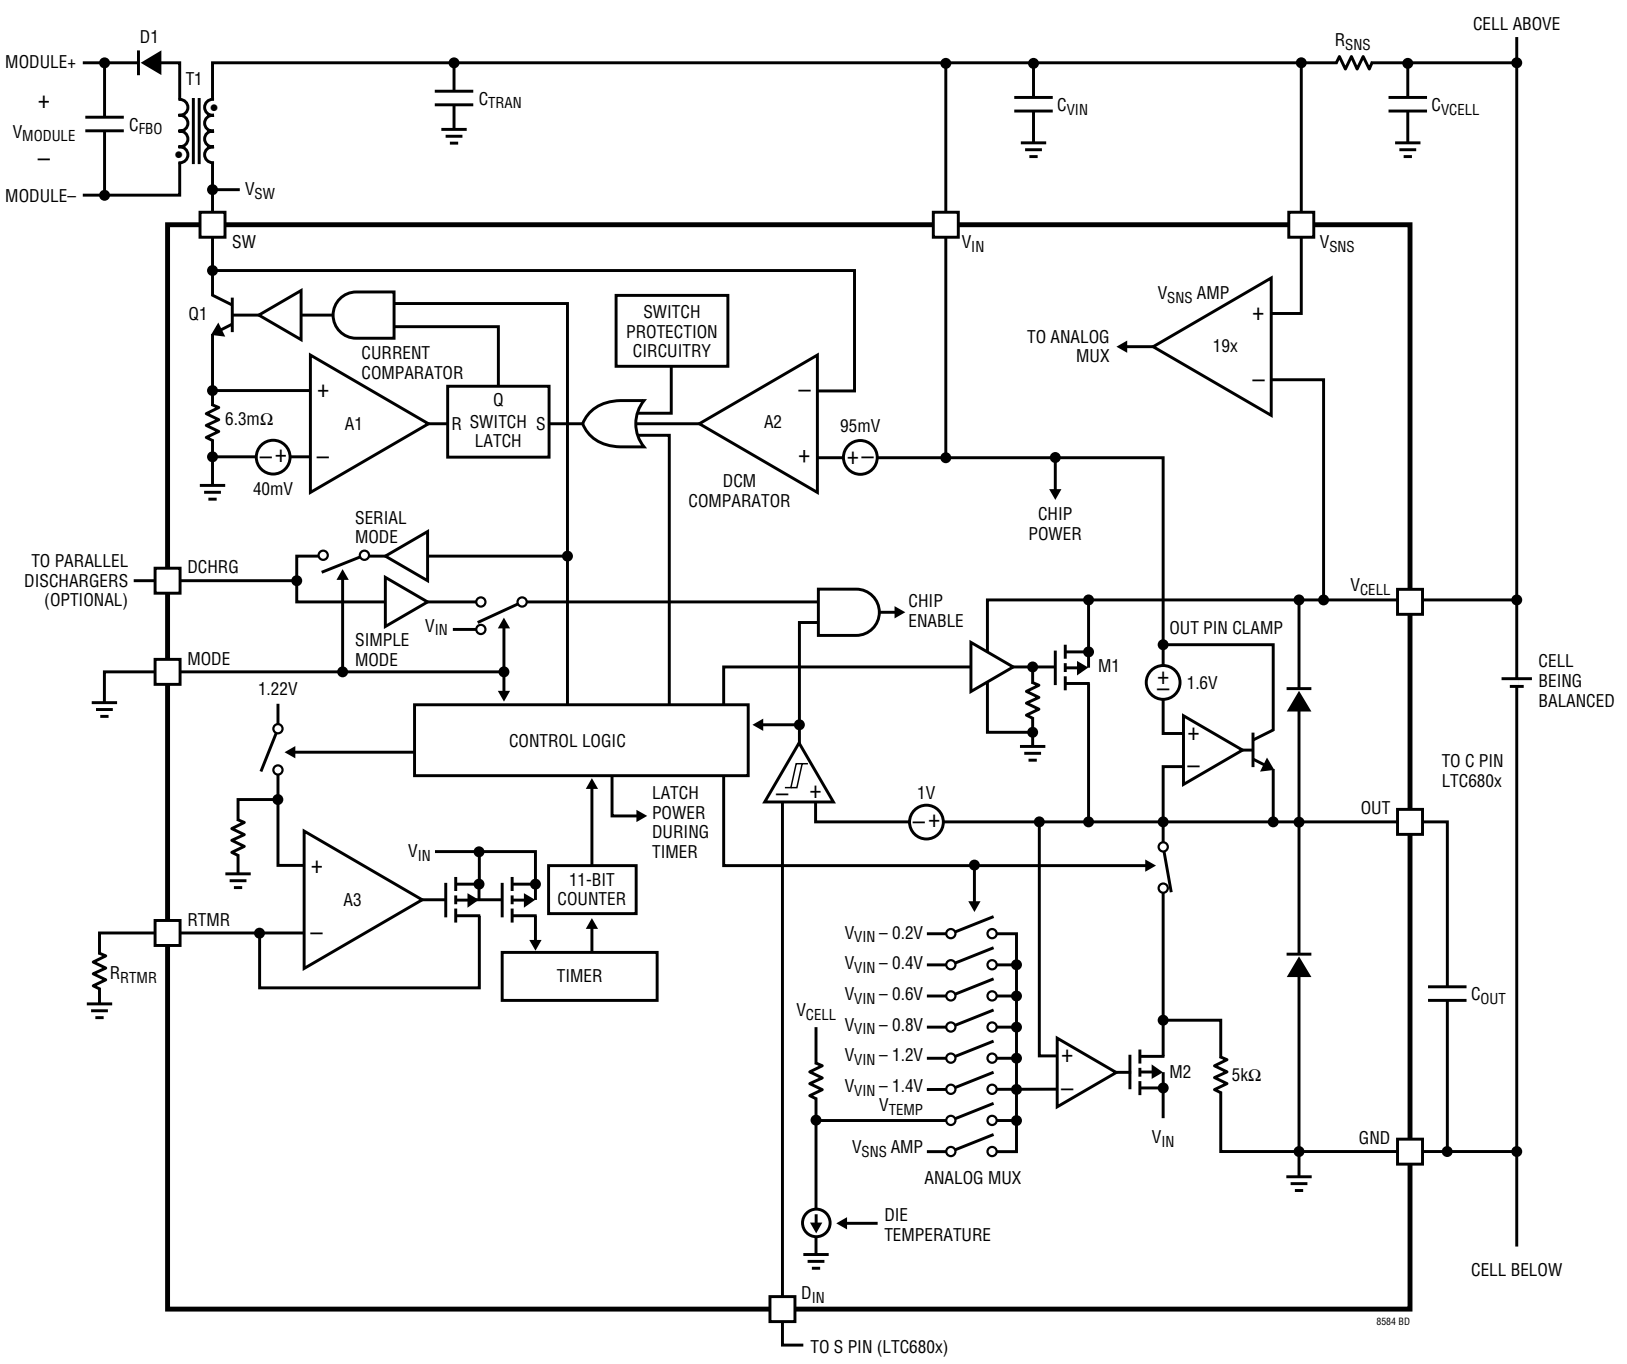 CELL ABOVE
D1
RSNS
MODULE+
T1
+
VMODULE
–
CFBO
CTRAN
CVIN
CVCELL
MODULE–
VSW
SW
VIN
VSNS
Q1
CURRENT
COMPARATOR
SWITCH
PROTECTION
CIRCUITRY
VSNS AMP
+
19x
–
TO ANALOG
MUX
+
A1
–
6.3mΩ
– +
40mV
Q
R SWITCH S
LATCH
–
A2
+
DCM
COMPARATOR
95mV
+ –
CHIP
POWER
SERIAL
MODE
TO PARALLEL
DISCHARGERS
(OPTIONAL)
DCHRG
VIN
SIMPLE
MODE
MODE
CHIP
ENABLE
VCELL
OUT PIN CLAMP
M1
+
–
1.6V
+
–
CELL
BEING
BALANCED
1.22V
CONTROL LOGIC
– +
TO C PIN
LTC680x
LATCH
POWER
DURING
TIMER
1V
– +
OUT
VIN
+
A3
–
11-BIT
COUNTER
RTMR
RRTMR
TIMER
VVIN – 0.2V
VVIN – 0.4V
VVIN – 0.6V
VVIN – 0.8V
VVIN – 1.2V
VVIN – 1.4V
VTEMP
VSNS AMP
ANALOG MUX
VCELL
+
–
M2
VIN
5kΩ
COUT
GND
DIE
TEMPERATURE
CELL BELOW
DIN
8584 BD
TO S PIN (LTC680x)